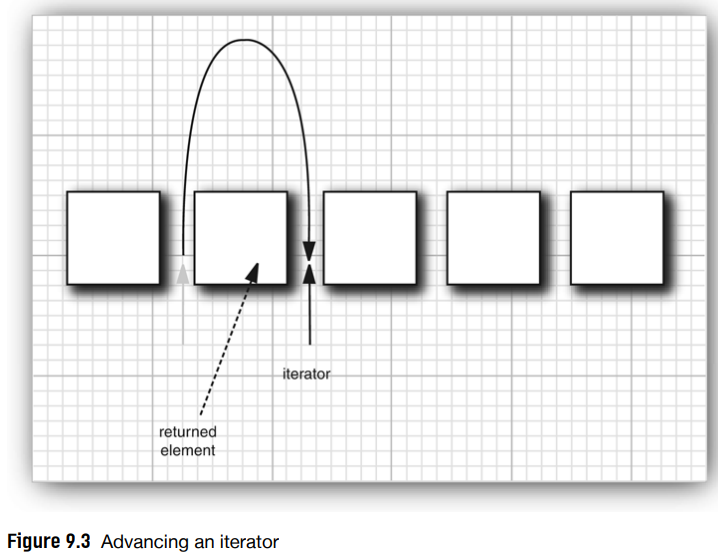 iterator
returned
element
Figure 9.3 Advancing an iterator